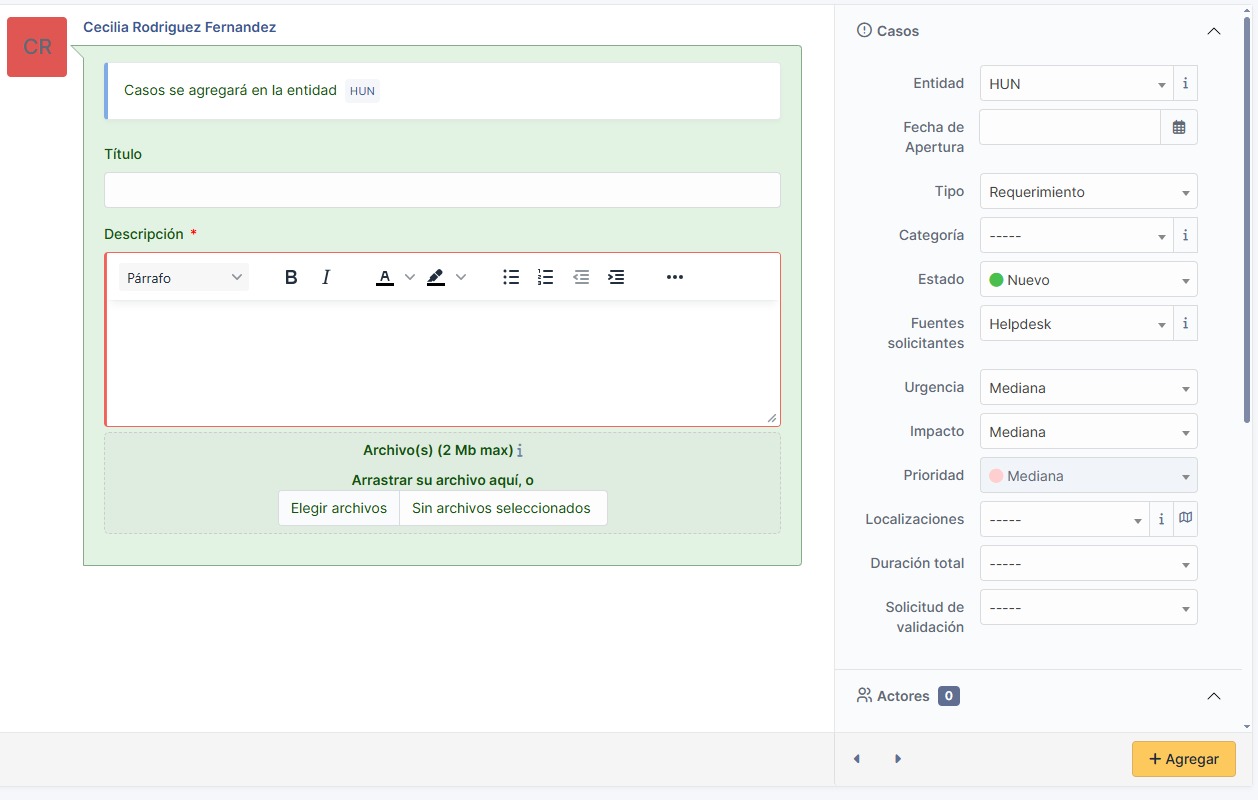 CR
Cecilia Rodriguez Fernandez
Casos se agregará en la entidad HUN
Título
Descripción *
Párrafo B I A
Archivo(s) (2 Mb max) i
Arrastrar su archivo aquí, o
Elegir archivos Sin archivos seleccionados
Casos
Entidad HUN i
Fecha de
Apertura
Tipo Requerimiento
Categoría ----- i
Estado Nuevo
Fuentes
solicitantes
Helpdesk i
Urgencia Mediana
Impacto Mediana
Prioridad Mediana
Localizaciones ----- i
Duración total -----
Solicitud de
validación
-----
Actores 0
+ Agregar